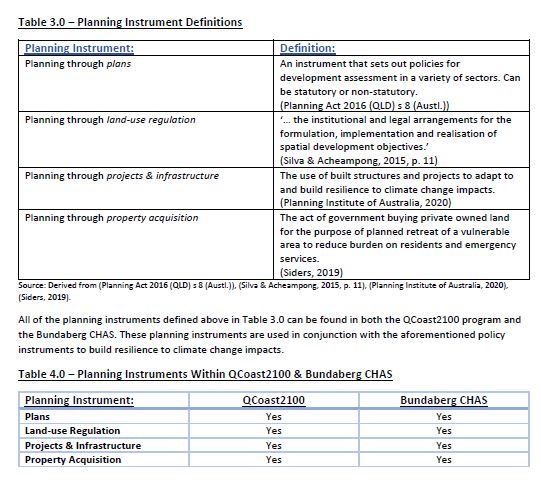 Table 3.0 – Planning Instrument Definitions
Planning Instrument: Definition:
Planning through plans An instrument that sets out policies for
development assessment in a variety of sectors. Can
be statutory or non-statutory.
(Planning Act 2016 (QLD) s 8 (Austl.))
Planning through land-use regulation '... the institutional and legal arrangements for the
formulation, implementation and realisation of
spatial development objectives.'
(Silva & Acheampong, 2015, p. 11)
Planning through projects & infrastructure The use of built structures and projects to adapt to
and build resilience to climate change impacts.
(Planning Institute of Australia, 2020)
Planning through property acquisition The act of government buying private owned land
for the purpose of planned retreat of a vulnerable
area to reduce burden on residents and emergency
services.
(Siders, 2019)
Source: Derived from (Planning Act 2016 (QLD) s 8 (Austl.)), (Silva & Acheampong, 2015, p. 11), (Planning Institute of Australia, 2020),
(Siders, 2019).
All of the planning instruments defined above in Table 3.0 can be found in both the QCoast2100 program and
the Bundaberg CHAS. These planning instruments are used in conjunction with the aforementioned policy
instruments to build resilience to climate change impacts.
Table 4.0 – Planning Instruments Within QCoast2100 & Bundaberg CHAS
Planning Instrument: QCoast2100 Bundaberg CHAS
Plans Yes Yes
Land-use Regulation Yes Yes
Projects & Infrastructure Yes Yes
Property Acquisition Yes Yes